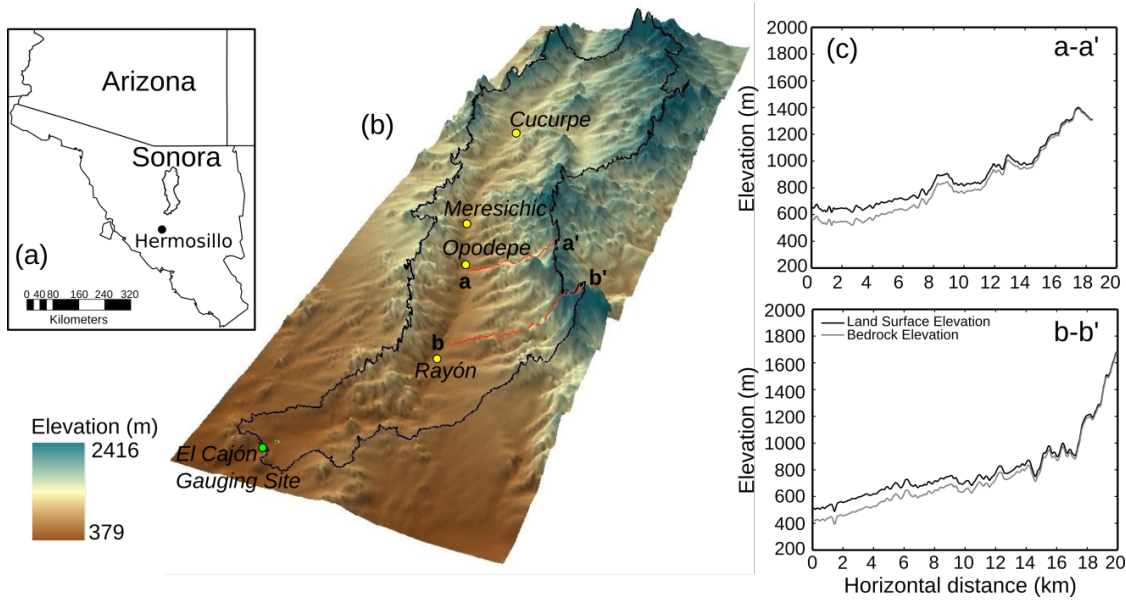 Arizona
Sonora
Hermosillo
(a)
0 4080 160 240 320
Kilometers
(b)
Cucurpe
Meresichic
Opodepe
a'
a
b'
b
Rayón
El Cajón
Gauging Site
Elevation (m)
2416
379
(c)
a-a'
Elevation (m)
2000
1800
1600
1400
1200
1000
800
600
400
200
0 2 4 6 8 10 12 14 16 18 20
b-b'
Land Surface Elevation
Bedrock Elevation
Elevation (m)
2000
1800
1600
1400
1200
1000
800
600
400
200
0 2 4 6 8 10 12 14 16 18 20
Horizontal distance (km)